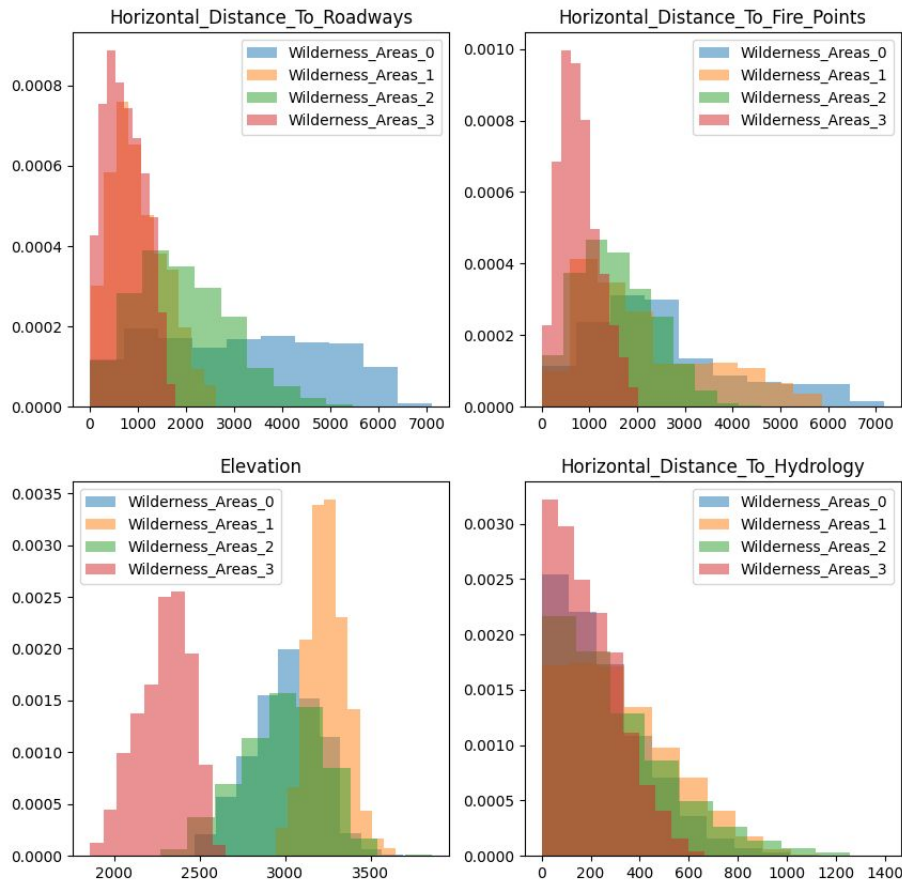 Horizontal_Distance_To_Roadways
Wilderness_Areas_0
Wilderness_Areas_1
Wilderness_Areas_2
Wilderness_Areas_3
0.0008
0.0006
0.0004
0.0002
0.0000
0 1000 2000 3000 4000 5000 6000 7000
Horizontal_Distance_To_Fire_Points
Wilderness_Areas_0
Wilderness_Areas_1
Wilderness_Areas_2
Wilderness_Areas_3
0.0010
0.0008
0.0006
0.0004
0.0002
0.0000
0 1000 2000 3000 4000 5000 6000 7000
Elevation
Wilderness_Areas_0
Wilderness_Areas_1
Wilderness_Areas_2
Wilderness_Areas_3
0.0035
0.0030
0.0025
0.0020
0.0015
0.0010
0.0005
0.0000
2000 2500 3000 3500
Horizontal_Distance_To_Hydrology
Wilderness_Areas_0
Wilderness_Areas_1
Wilderness_Areas_2
Wilderness_Areas_3
0.0030
0.0025
0.0020
0.0015
0.0010
0.0005
0.0000
0 200 400 600 800 1000 1200 1400